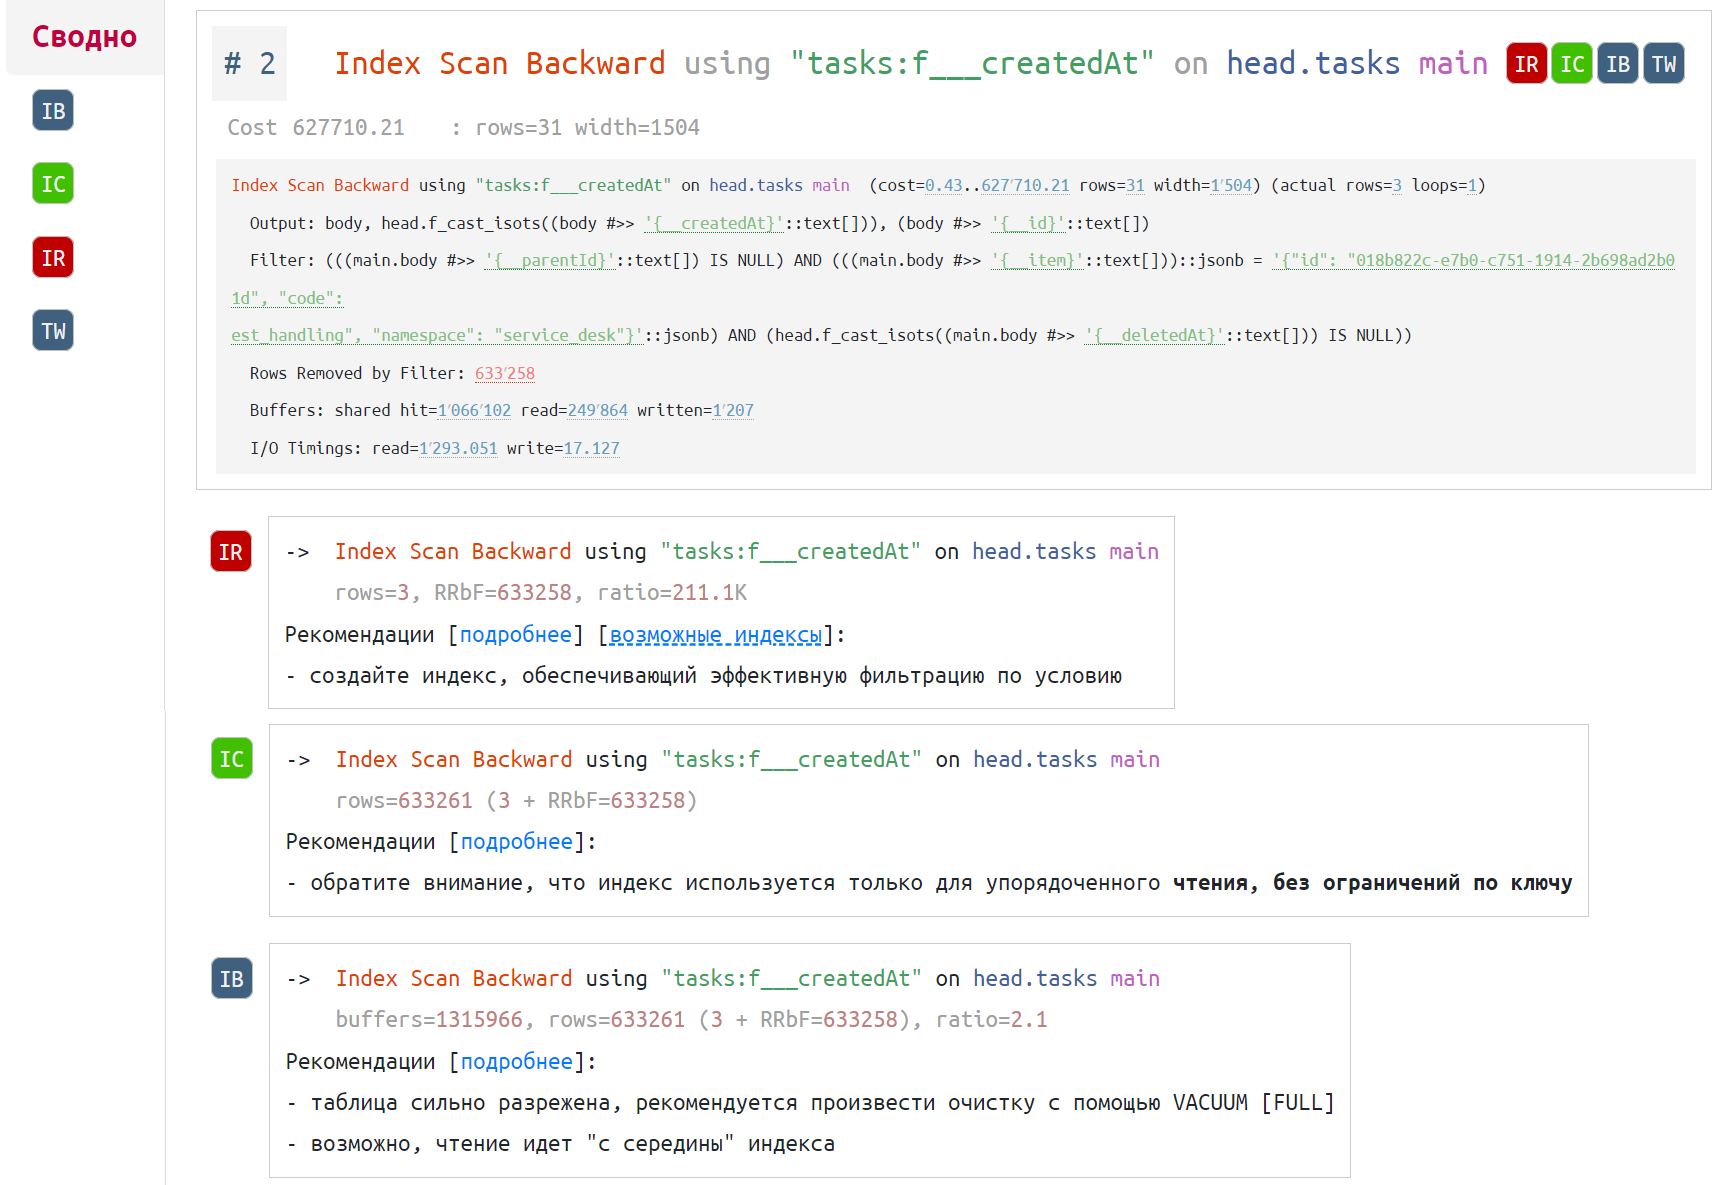 Сводно
IB
IC
IR
TW
# 2 Index Scan Backward using "tasks:f___createdAt" on head.tasks main IR IC IB TW
Cost 627710.21 : rows=31 width=1504
Index Scan Backward using "tasks:f___createdAt" on head.tasks main (cost=0.43..627'710.21 rows=31 width=1'504) (actual rows=3 loops=1)
Output: body, head.f_cast_isots((body #>> '{__createdAt}'::text[])), (body #>> '{__id}'::text[])
Filter: (((main.body #>> '{__parentId}'::text[]) IS NULL) AND (((main.body #>> '{__item}'::text[]))::jsonb = '{"id": "018b822c-e7b0-c751-1914-2b698ad2b0
1d", "code":
est_handling", "namespace": "service_desk"}'::jsonb) AND (head.f_cast_isots((main.body #>> '{__deletedAt}'::text[])) IS NULL))
Rows Removed by Filter: 633'258
Buffers: shared hit=1'066'102 read=249'864 written=1'207
I/O Timings: read=1'293.051 write=17.127
IR
-> Index Scan Backward using "tasks:f___createdAt" on head.tasks main
rows=3, RRbF=633258, ratio=211.1K
Рекомендации [подробнее] [возможные индексы]:
- создайте индекс, обеспечивающий эффективную фильтрацию по условию
IC
-> Index Scan Backward using "tasks:f___createdAt" on head.tasks main
rows=633261 (3 + RRbF=633258)
Рекомендации [подробнее]:
- обратите внимание, что индекс используется только для упорядоченного чтения, без ограничений по ключу
IB
-> Index Scan Backward using "tasks:f___createdAt" on head.tasks main
buffers=1315966, rows=633261 (3 + RRbF=633258), ratio=2.1
Рекомендации [подробнее]:
- таблица сильно разрежена, рекомендуется произвести очистку с помощью VACUUM [FULL]
- возможно, чтение идет "с середины" индекса